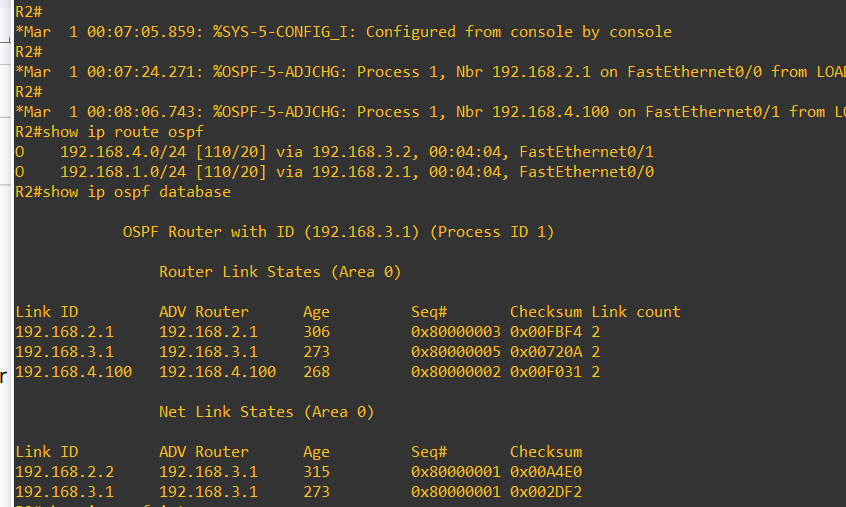 R2#
*Mar  1 00:07:05.859: %SYS-5-CONFIG_I: Configured from console by console
R2#
*Mar  1 00:07:24.271: %OSPF-5-ADJCHG: Process 1, Nbr 192.168.2.1 on FastEthernet0/0 from LOAD
R2#
*Mar  1 00:08:06.743: %OSPF-5-ADJCHG: Process 1, Nbr 192.168.4.100 on FastEthernet0/1 from LO
R2#show ip route ospf
O    192.168.4.0/24 [110/20] via 192.168.3.2, 00:04:04, FastEthernet0/1
O    192.168.1.0/24 [110/20] via 192.168.2.1, 00:04:04, FastEthernet0/0
R2#show ip ospf database
OSPF Router with ID (192.168.3.1) (Process ID 1)
Router Link States (Area 0)
Link ID         ADV Router      Age         Seq#       Checksum Link count
192.168.2.1     192.168.2.1     306         0x80000003 0x00FBF4 2
192.168.3.1     192.168.3.1     273         0x80000005 0x00720A 2
r 192.168.4.100   192.168.4.100   268         0x80000002 0x00F031 2
Net Link States (Area 0)
Link ID         ADV Router      Age         Seq#       Checksum
192.168.2.2     192.168.3.1     315         0x80000001 0x00A4E0
192.168.3.1     192.168.3.1     273         0x80000001 0x002DF2